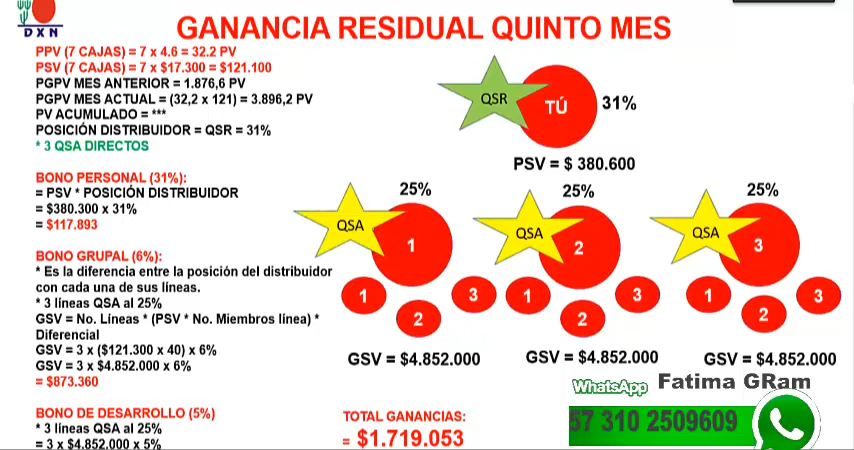 DXN
GANANCIA RESIDUAL QUINTO MES
PPV (7 CAJAS) = 7 x 4.6 = 32.2 PV
PSV (7 CAJAS) = 7 x $17.300 = $121.100
PGPV MES ANTERIOR = 1.876,6 PV
PGPV MES ACTUAL = (32,2 x 121) = 3.896,2 PV
PV ACUMULADO = ***
POSICIÓN DISTRIBUIDOR = QSR = 31%
* 3 QSA DIRECTOS
BONO PERSONAL (31%):
= PSV * POSICIÓN DISTRIBUIDOR
= $380.300 x 31%
= $117.893
BONO GRUPAL (6%):
* Es la diferencia entre la posición del distribuidor
con cada una de sus líneas.
* 3 líneas QSA al 25%
GSV = No. Líneas * (PSV * No. Miembros línea) *
Diferencial
GSV = 3 x ($121.300 x 40) x 6%
GSV = 3 x $4.852.000 x 6%
= $873.360
BONO DE DESARROLLO (5%)
* 3 líneas QSA al 25%
= 3 x $4.852.000 x 5%
QSR
TÚ
31%
PSV = $ 380.600
25%
25%
25%
QSA
1
QSA
2
QSA
3
1
2
3
1
2
3
1
2
3
GSV = $4.852.000
GSV = $4.852.000
GSV = $4.852.000
TOTAL GANANCIAS:
= $1.719.053
WhatsApp
Fatima GRam
57 310 2509609